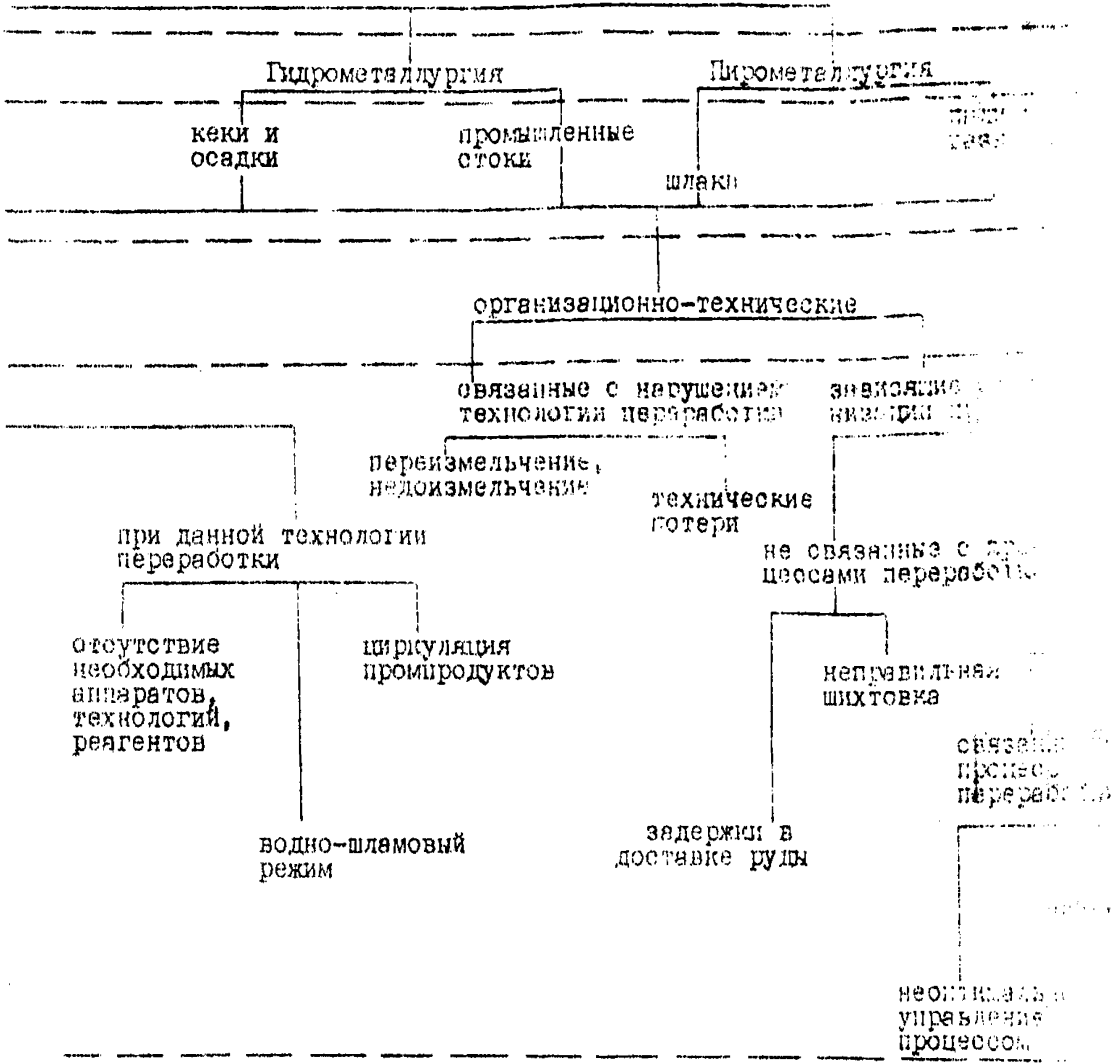 Гидрометаллургия
Пирометаллургия
кеки и
осадки
промышленные
стоки
шлаки
организационно-технические
связанные с нарушением
технологии переработки
зависящие
переизмельчение,
недоизмельчение
технические
потери
при данной технологии
переработки
не связанные с
цессами переработки
отсутствие
необходимых
аппаратов,
технологий,
реагентов
циркуляция
промпродуктов
неправильная
шихтовка
водно-шламовый
режим
задержки в
доставке руды
управление
процессом